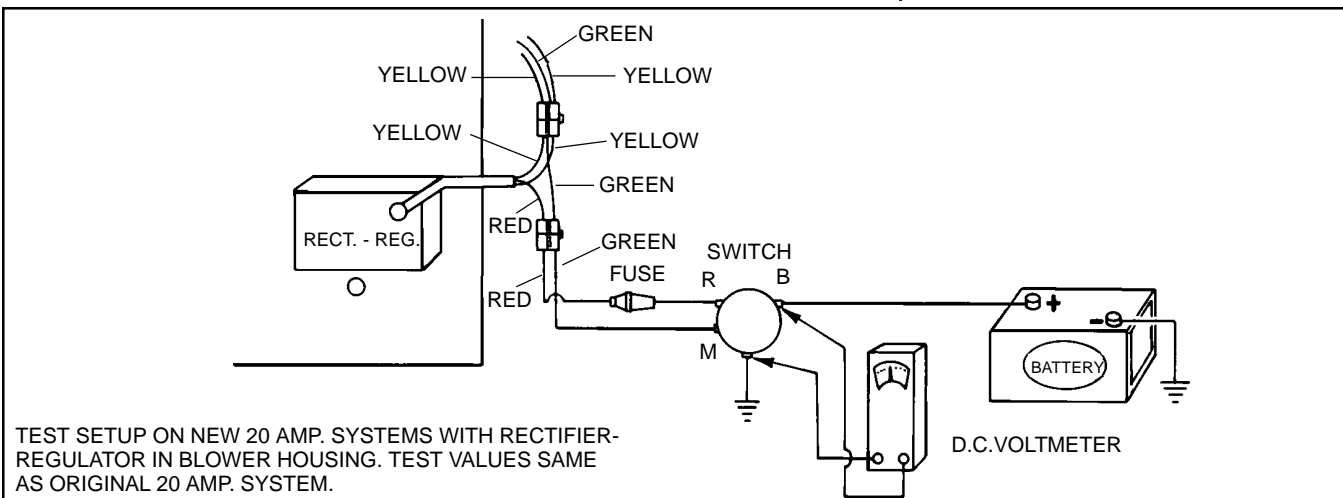 GREEN
YELLOW
YELLOW
YELLOW
YELLOW
GREEN
RED
RECT. - REG.
GREEN
SWITCH
FUSE
R
B
RED
+
-
M
BATTERY
D.C.VOLTMETER
TEST SETUP ON NEW 20 AMP. SYSTEMS WITH RECTIFIER-
REGULATOR IN BLOWER HOUSING. TEST VALUES SAME
AS ORIGINAL 20 AMP. SYSTEM.